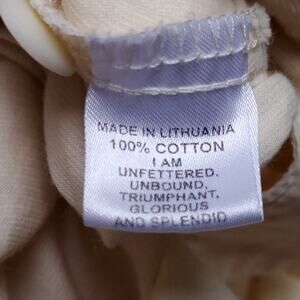 MADE IN LITHUANIA
100% COTTON
I AM
UNFETTERED,
UNBOUND,
TRIUMPHANT,
GLORIOUS
AND SPLENDID